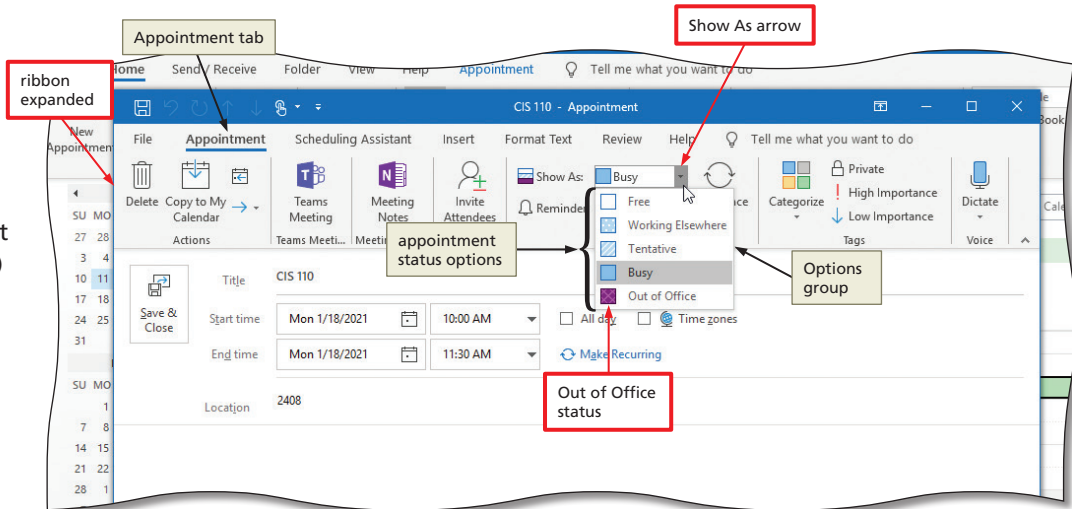 Show As arrow
Appointment tab
ribbon
expanded
Home Send / Receive Folder View Help Appointment Tell me what you want to do
CIS 110 - Appointment
Book
New
Appointment
File Appointment Scheduling Assistant Insert Format Text Review Help Tell me what you want to do
Delete Copy to My
Calendar
Actions
Teams
Meeting
Teams Meeti...
Meeting
Notes
Invite
Attendees
Show As: Busy
Reminder
Free
Working Elsewhere
Tentative
Busy
Out of Office
Categorize
Private
High Importance
Low Importance
Tags
Dictate
Voice
appointment
status options
Options
group
SU MO
27 28
3 4
10 11
17 18
24 25
31
SU MO
1
7 8
14 15
21 22
28 1
Save &
Close
Title CIS 110
Start time Mon 1/18/2021 10:00 AM All day Time zones
End time Mon 1/18/2021 11:30 AM Make Recurring
Out of Office
status
Location 2408